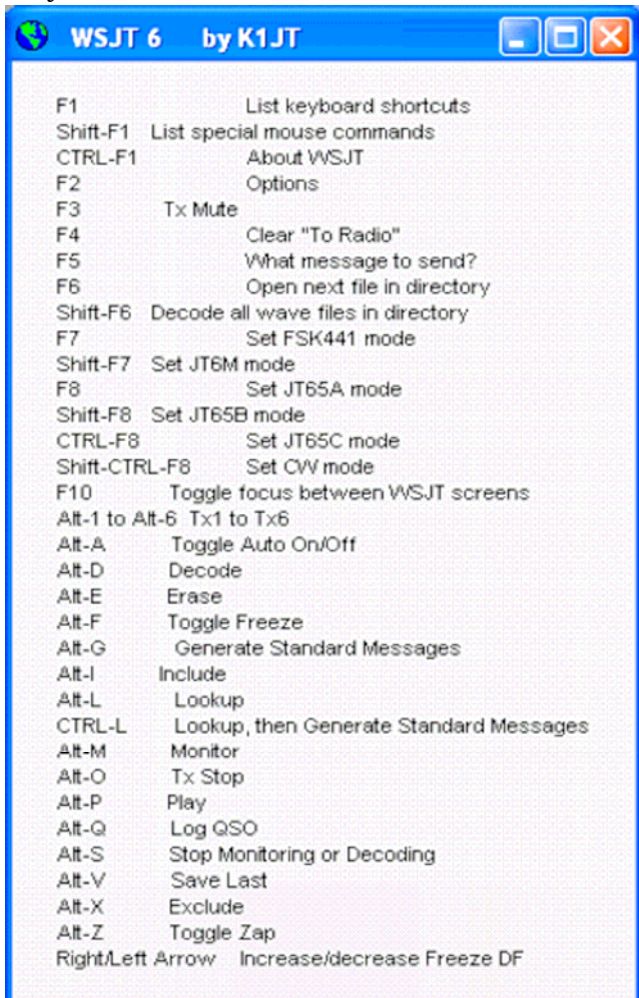 WSJT 6 by K1JT
F1 List keyboard shortcuts
Shift-F1 List special mouse commands
CTRL-F1 About WSJT
F2 Options
F3 Tx Mute
F4 Clear "To Radio"
F5 What message to send?
F6 Open next file in directory
Shift-F6 Decode all wave files in directory
F7 Set FSK441 mode
Shift-F7 Set JT6M mode
F8 Set JT65A mode
Shift-F8 Set JT65B mode
CTRL-F8 Set JT65C mode
Shift-CTRL-F8 Set CW mode
F10 Toggle focus between WSJT screens
Alt-1 to Alt-6 Tx1 to Tx6
Alt-A Toggle Auto On/Off
Alt-D Decode
Alt-E Erase
Alt-F Toggle Freeze
Alt-G Generate Standard Messages
Alt-I Include
Alt-L Lookup
CTRL-L Lookup, then Generate Standard Messages
Alt-M Monitor
Alt-O Tx Stop
Alt-P Play
Alt-Q Log QSO
Alt-S Stop Monitoring or Decoding
Alt-V Save Last
Alt-X Exclude
Alt-Z Toggle Zap
Right/Left Arrow Increase/decrease Freeze DF